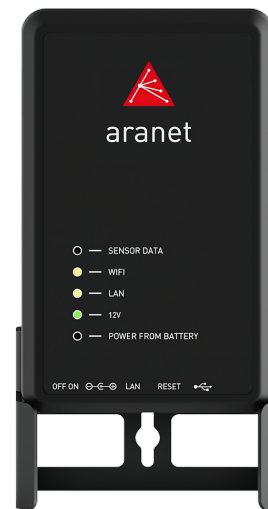 aranet
SENSOR DATA
WIFI
LAN
12V
POWER FROM BATTERY
OFF ON LAN RESET